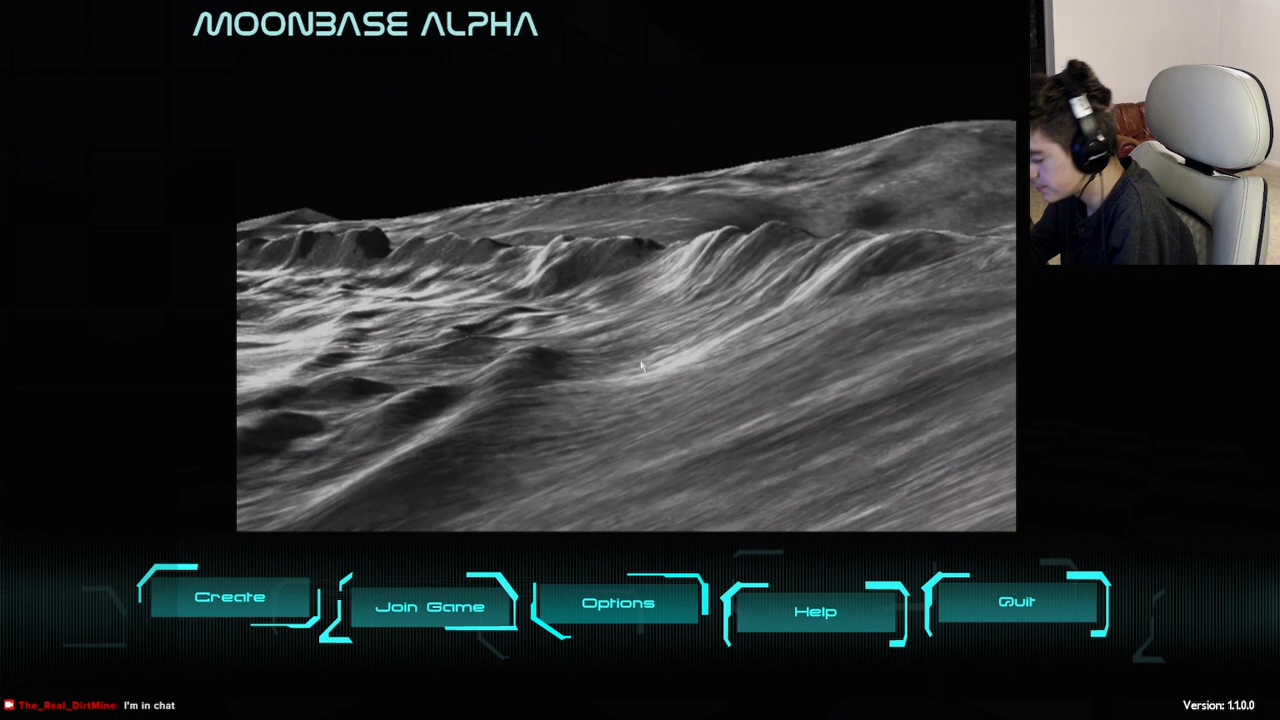 MOONBASE ALPHA
Create
Join Game
Options
Help
Quit
The_Real_DirtMine: I'm in chat
Version: 1.1.0.0